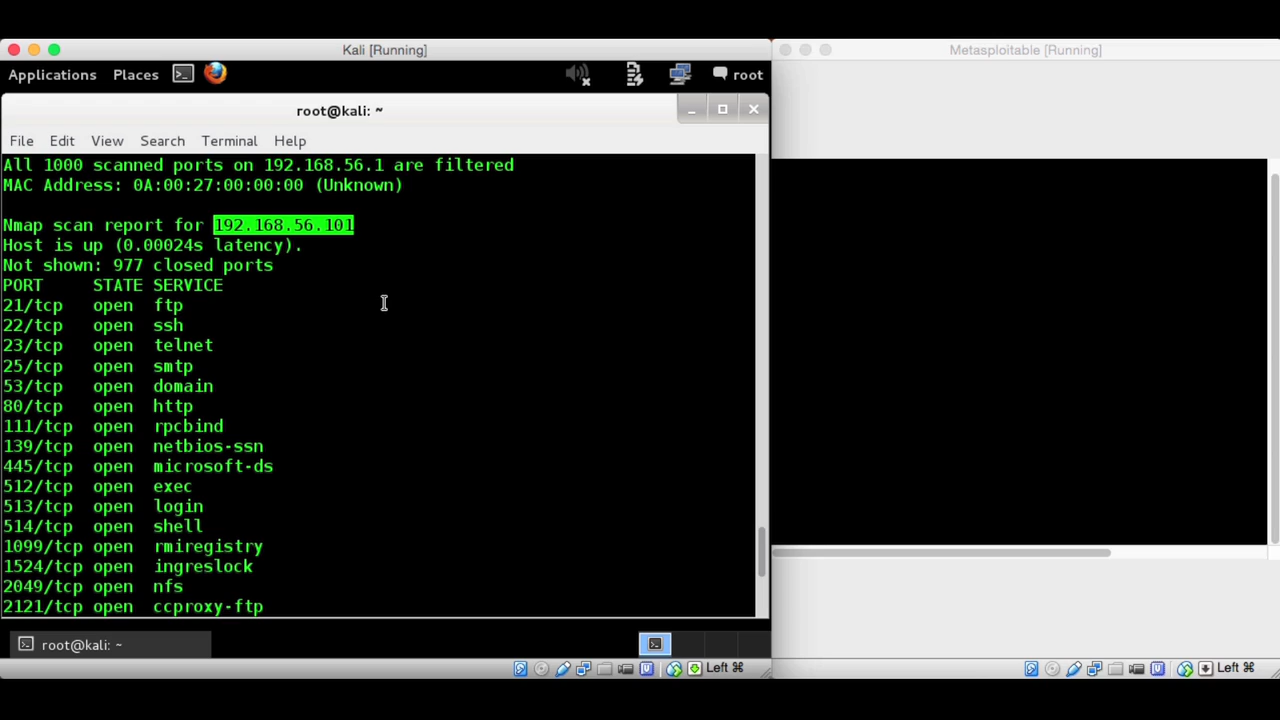 Kali [Running]
Metasploitable [Running]
Applications Places root
root@kali: ~
File Edit View Search Terminal Help
All 1000 scanned ports on 192.168.56.1 are filtered
MAC Address: 0A:00:27:00:00:00 (Unknown)
Nmap scan report for 192.168.56.101
Host is up (0.00024s latency).
Not shown: 977 closed ports
PORT STATE SERVICE
21/tcp open ftp
22/tcp open ssh
23/tcp open telnet
25/tcp open smtp
53/tcp open domain
80/tcp open http
111/tcp open rpcbind
139/tcp open netbios-ssn
445/tcp open microsoft-ds
512/tcp open exec
513/tcp open login
514/tcp open shell
1099/tcp open rmiregistry
1524/tcp open ingreslock
2049/tcp open nfs
2121/tcp open ccproxy-ftp
root@kali: ~
Left ⌘
Left ⌘